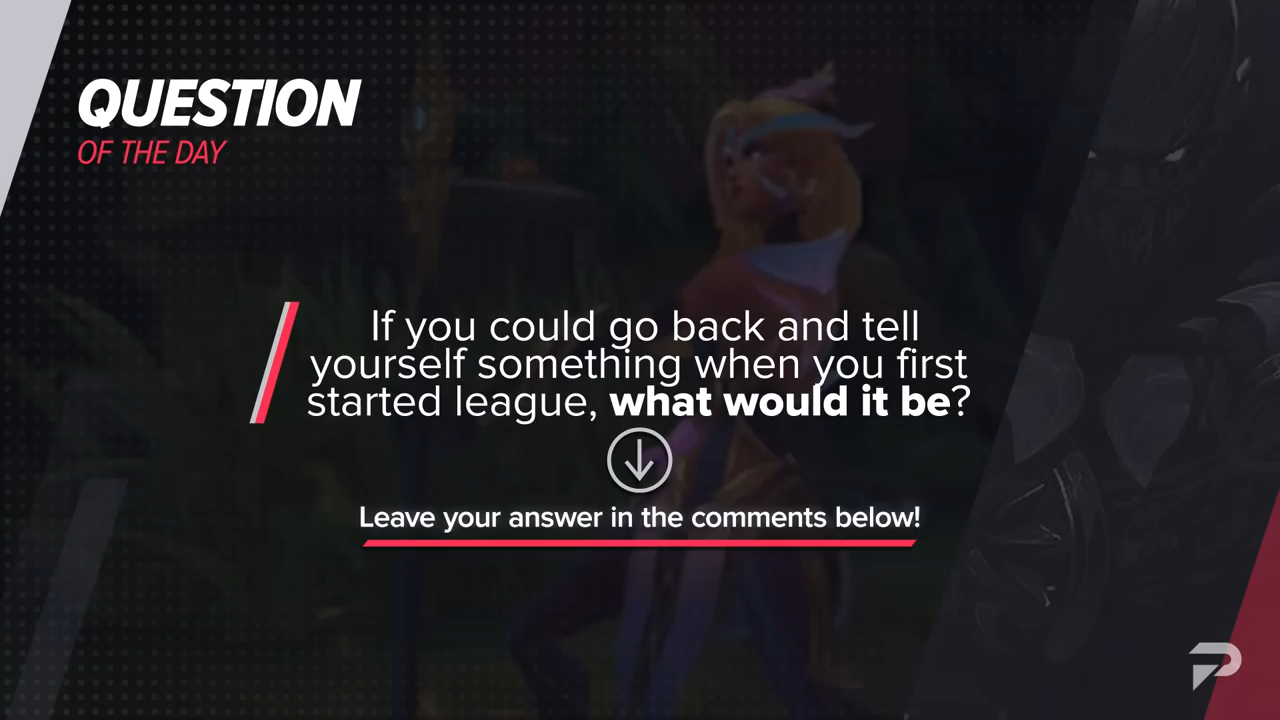 QUESTION
OF THE DAY
If you could go back and tell
yourself something when you first
started league, what would it be?
Leave your answer in the comments below!